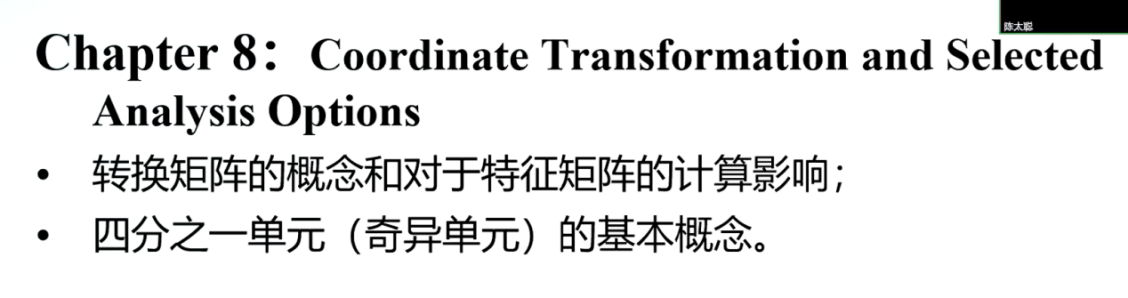 陈太聪
Chapter 8：Coordinate Transformation and Selected
Analysis Options
• 转换矩阵的概念和对于特征矩阵的计算影响；
• 四分之一单元（奇异单元）的基本概念。